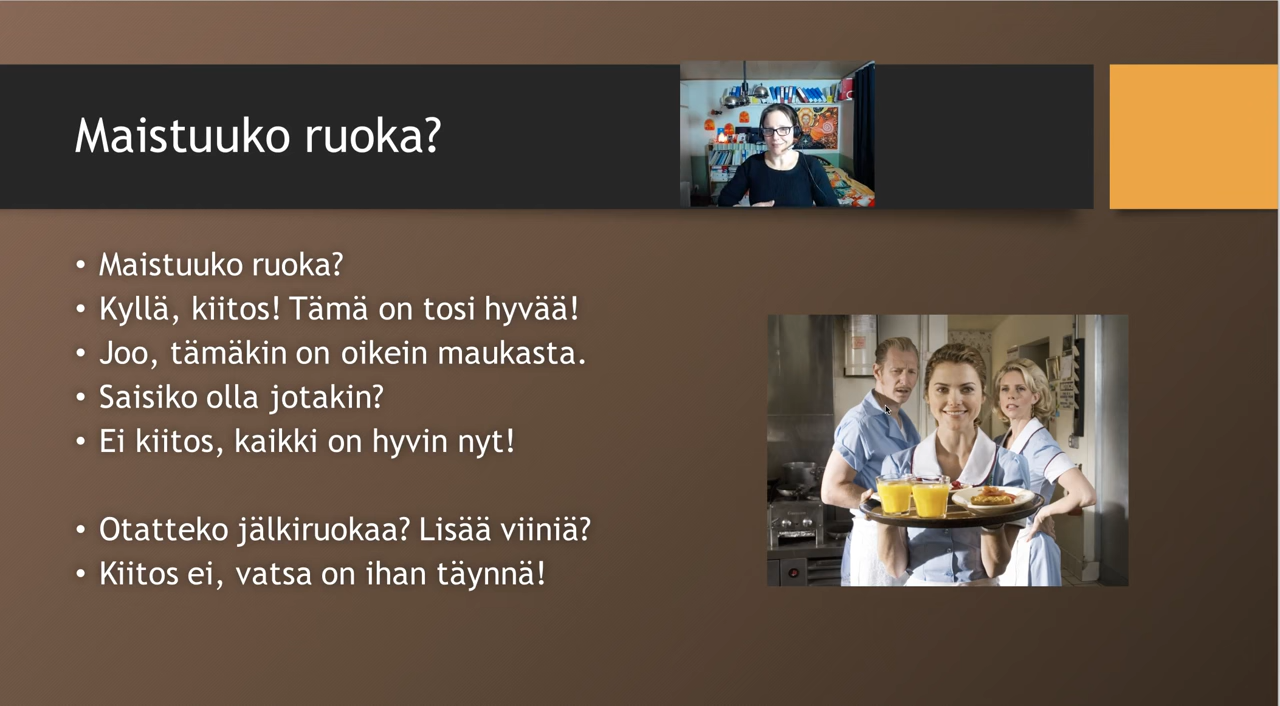 Maistuuko ruoka?
• Maistuuko ruoka?
• Kyllä, kiitos! Tämä on tosi hyvää!
• Joo, tämäkin on oikein maukasta.
• Saisiko olla jotakin?
• Ei kiitos, kaikki on hyvin nyt!
• Otatteko jälkiruokaa? Lisää viiniä?
• Kiitos ei, vatsa on ihan täynnä!